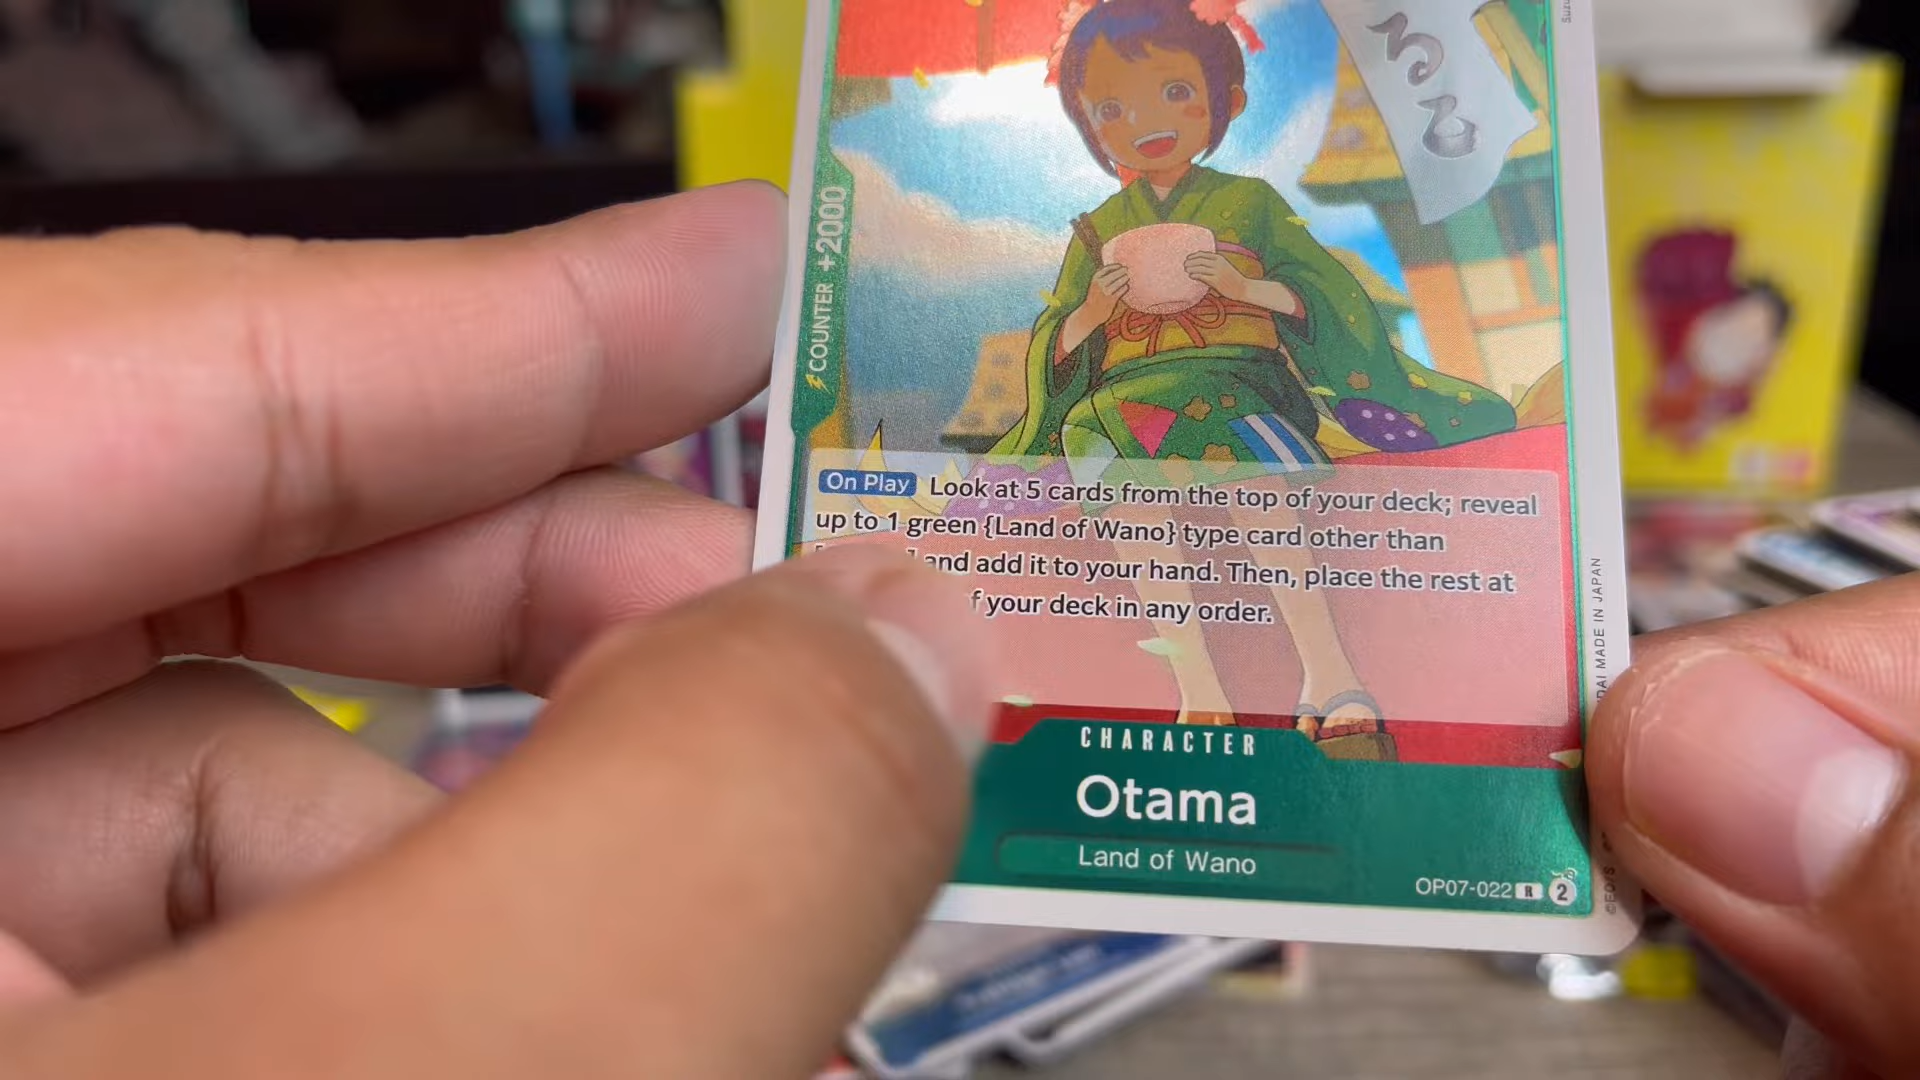 COUNTER +2000
On Play Look at 5 cards from the top of your deck; reveal
up to 1 green {Land of Wano} type card other than
and add it to your hand. Then, place the rest at
your deck in any order.
CHARACTER
Otama
Land of Wano
OP07-022 R 2
MADE IN JAPAN